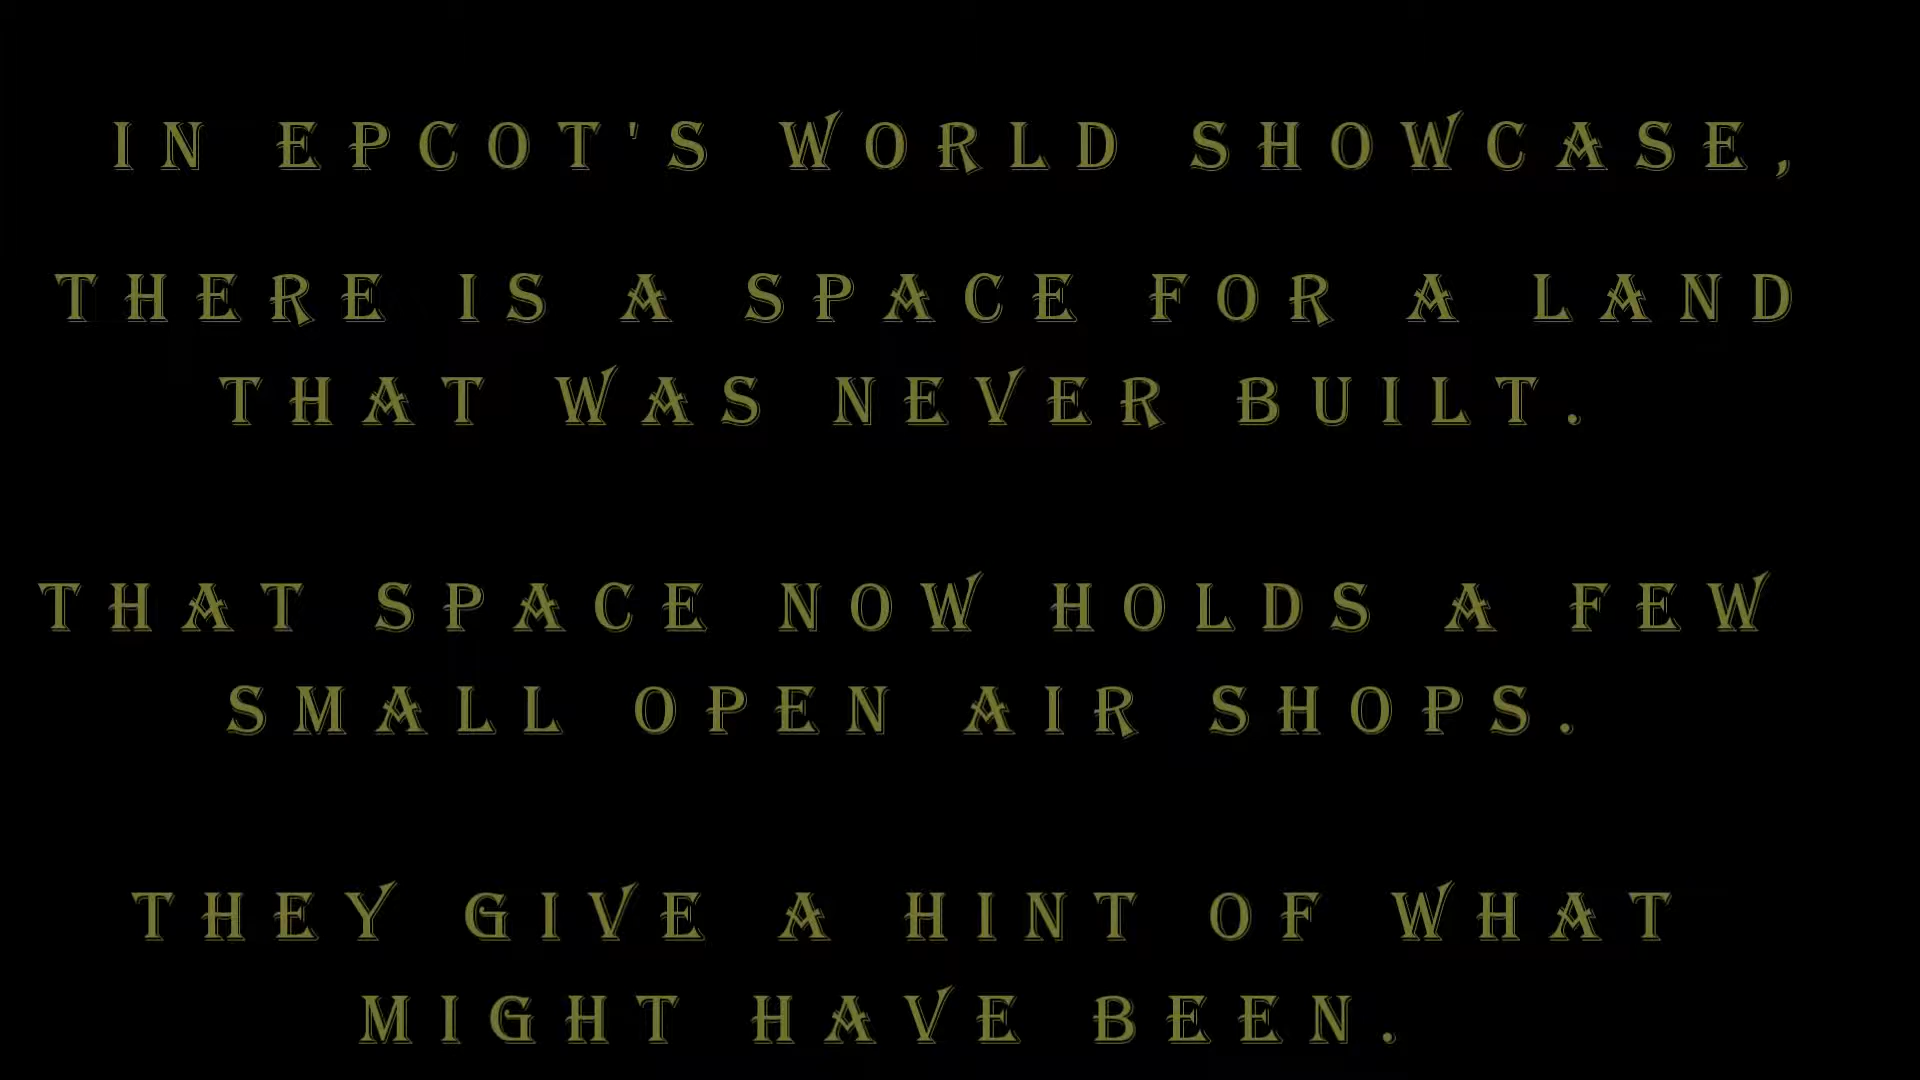 IN EPCOT'S WORLD SHOWCASE,
THERE IS A SPACE FOR A LAND
THAT WAS NEVER BUILT.
THAT SPACE NOW HOLDS A FEW
SMALL OPEN AIR SHOPS.
THEY GIVE A HINT OF WHAT
MIGHT HAVE BEEN.